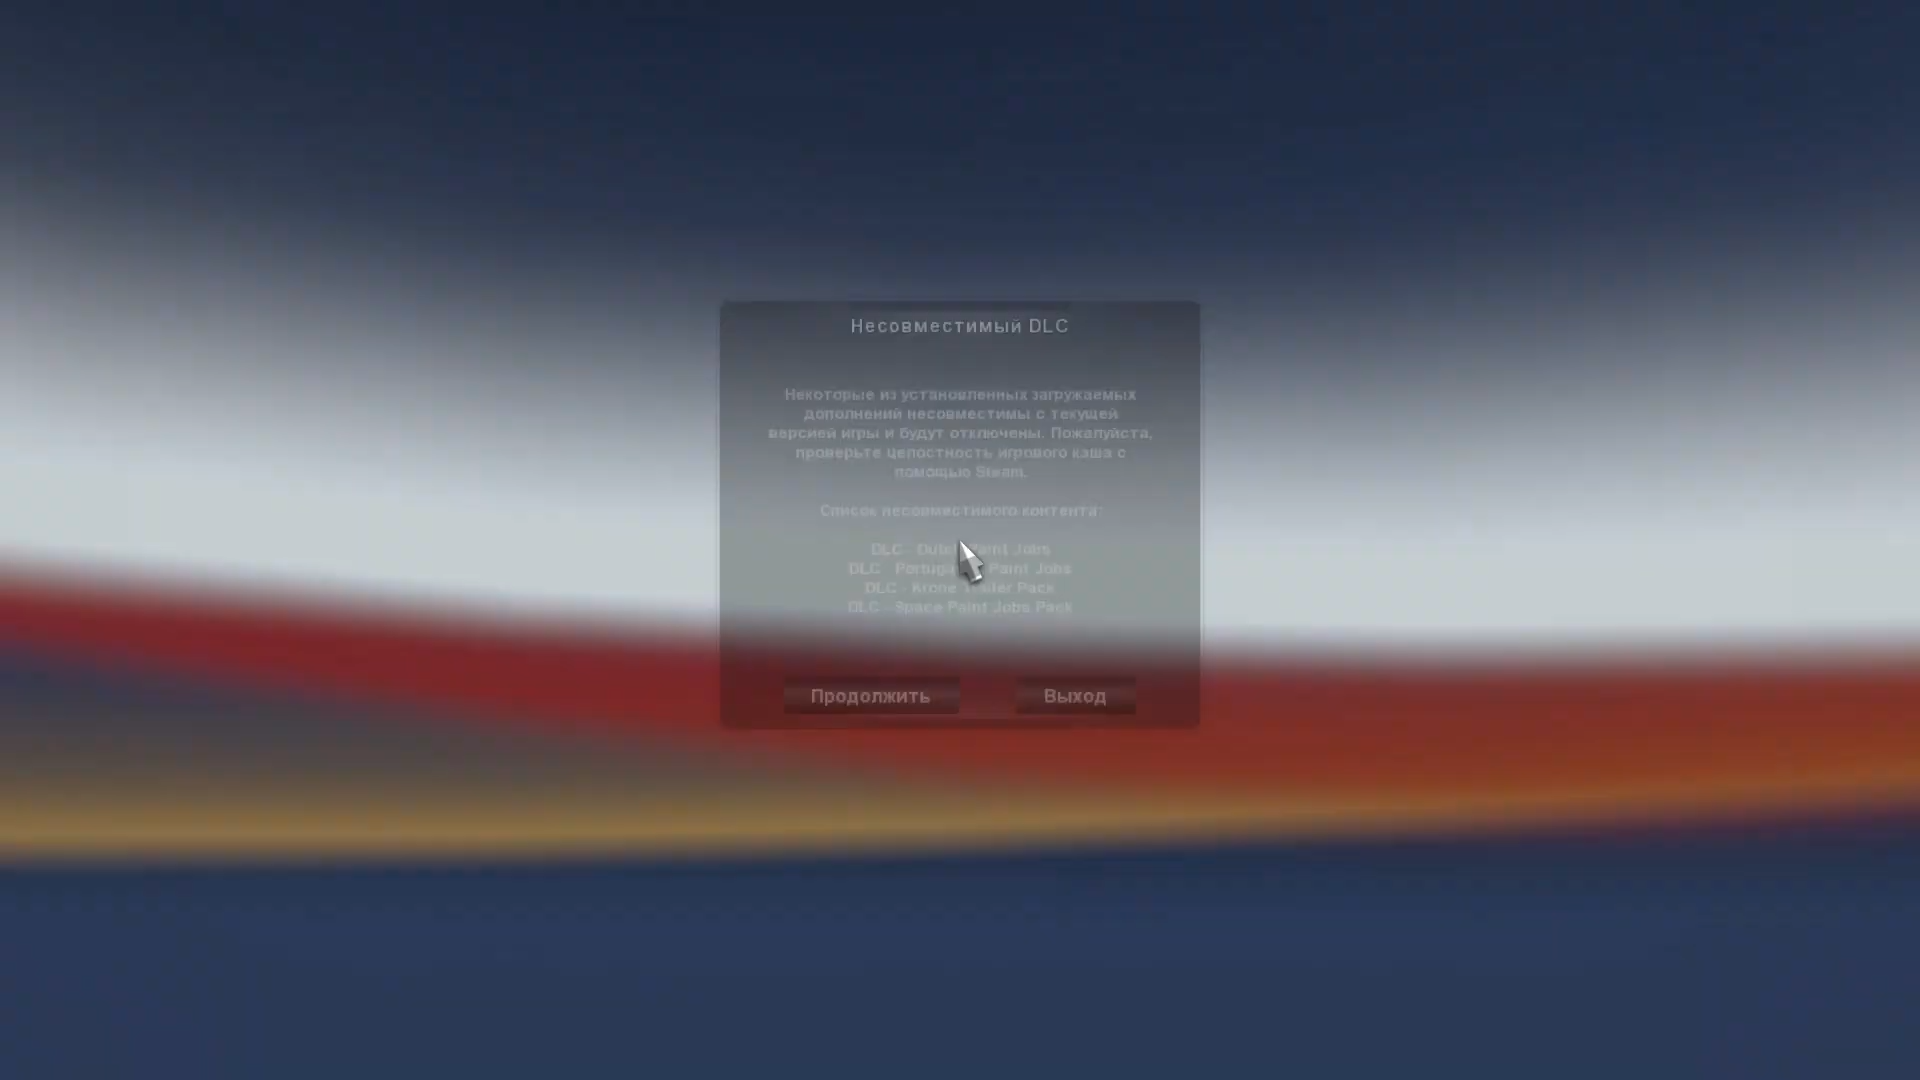 Несовместимый DLC
Некоторые из установленных загружаемых
дополнений несовместимы с текущей
версией игры и будут отключены. Пожалуйста,
проверьте целостность игрового кэша с
помощью Steam.
Список несовместимого контента:
DLC - Paint Jobs
DLC - Paint Jobs
DLC - Krone Trailer Pack
DLC - Space Paint Jobs Pack
Продолжить
Выход